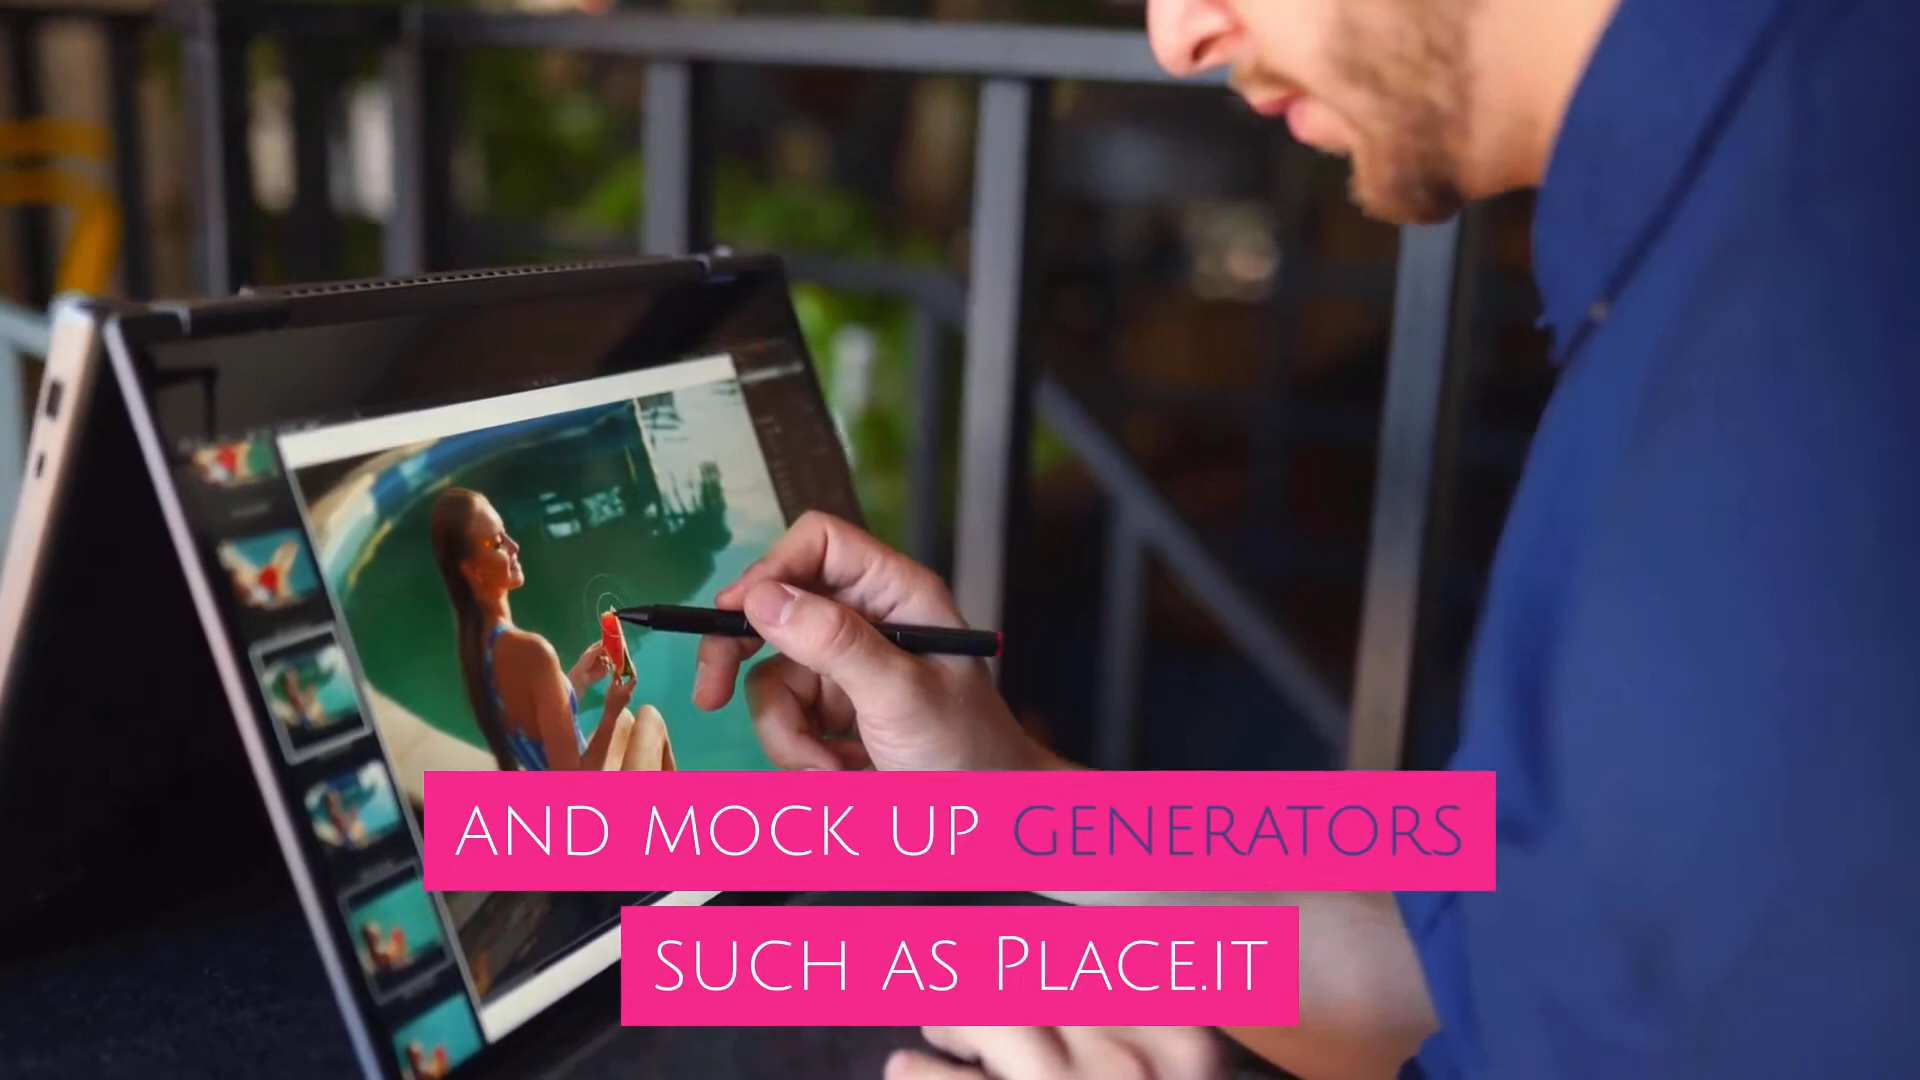 AND MOCK UP GENERATORS
SUCH AS PLACE.IT